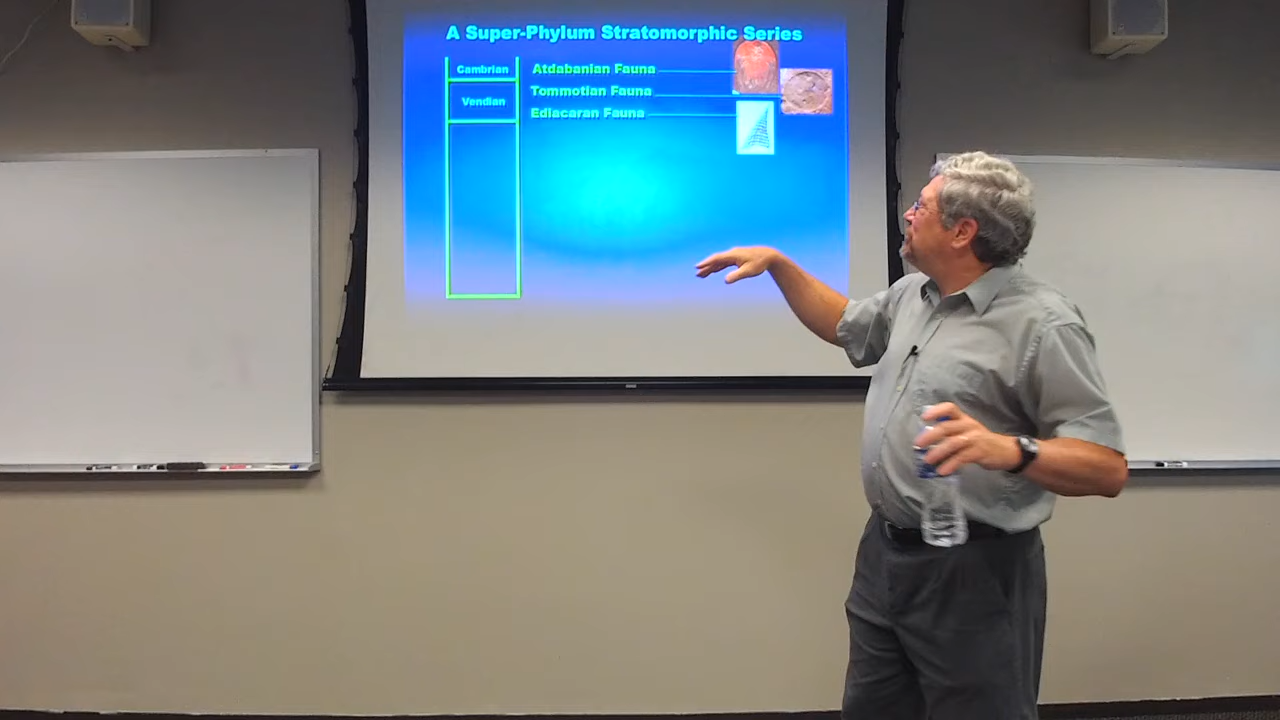 A Super-Phylum Stratomorphic Series
Cambrian
Atdabanian Fauna
Tommotian Fauna
Vendian
Ediacaran Fauna